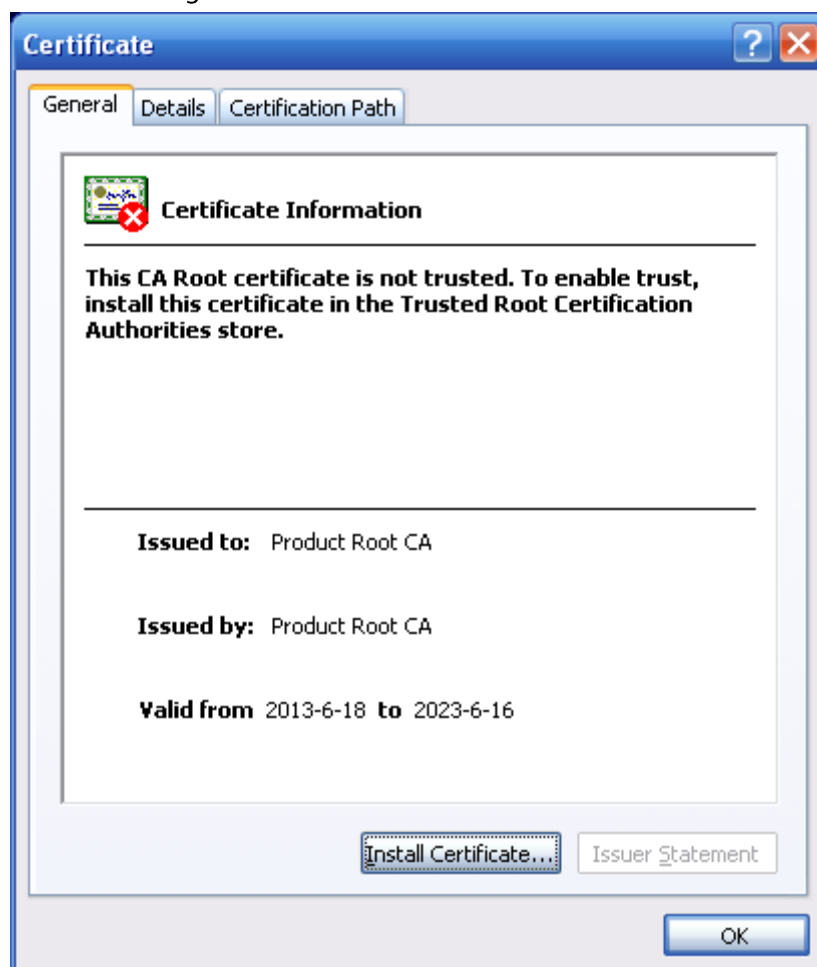 Certificate
General Details Certification Path
Certificate Information
This CA Root certificate is not trusted. To enable trust,
install this certificate in the Trusted Root Certification
Authorities store.
Issued to: Product Root CA
Issued by: Product Root CA
Valid from 2013-6-18 to 2023-6-16
Install Certificate... Issuer Statement
OK